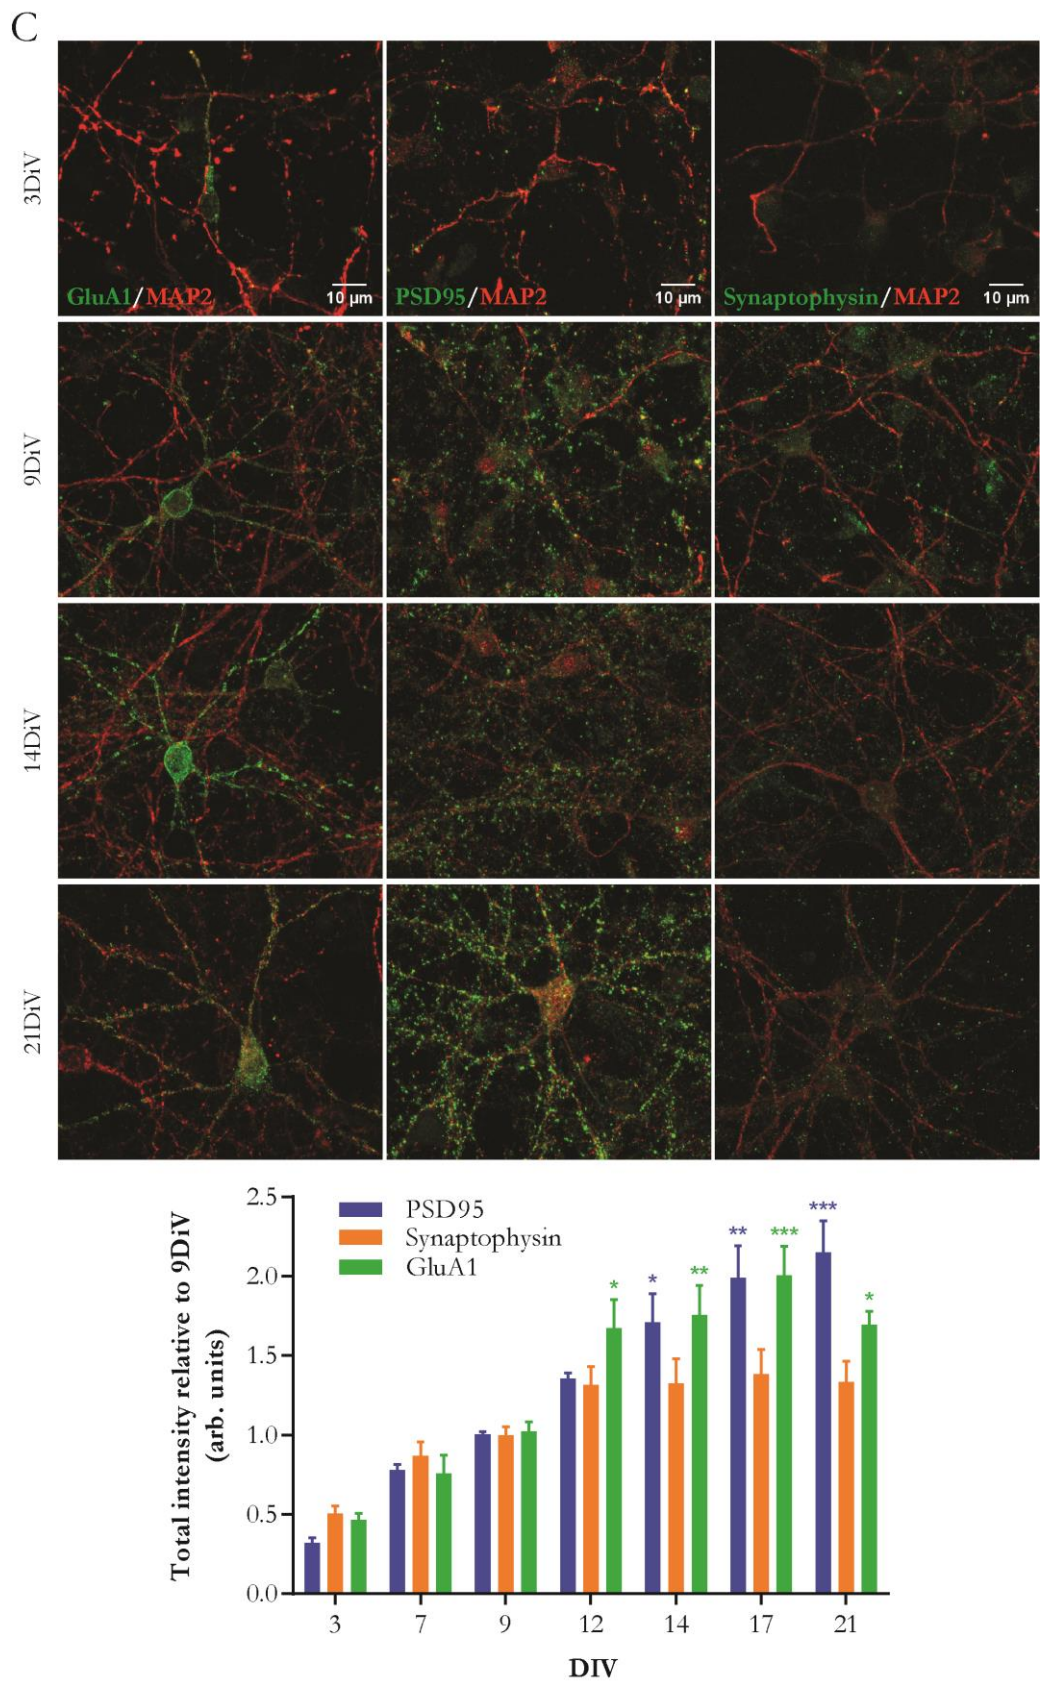 C
3DiV
GluA1/MAP2
10 µm
PSD95/MAP2
10 µm
Synaptophysin/MAP2
10 µm
9DiV
14DiV
21DiV
Total intensity relative to 9DiV
(arb. units)
2.5
2.0
1.5
1.0
0.5
0.0
PSD95
Synaptophysin
GluA1
*
*
**
**
***
***
*
3 7 9 12 14 17 21
DIV